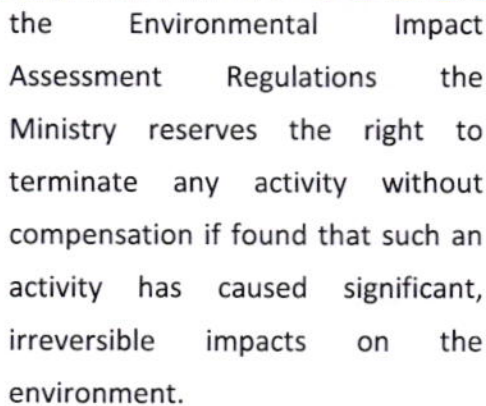 the Environmental Impact
Assessment Regulations the
Ministry reserves the right to
terminate any activity without
compensation if found that such an
activity has caused significant,
irreversible impacts on the
environment.